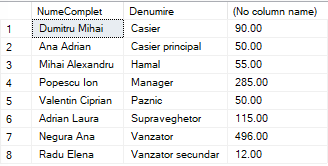 NumeComplet Denumire (No column name)
1 Dumitru Mihai Casier 90.00
2 Ana Adrian Casier principal 50.00
3 Mihai Alexandru Hamal 55.00
4 Popescu Ion Manager 285.00
5 Valentin Ciprian Paznic 50.00
6 Adrian Laura Supraveghetor 115.00
7 Negura Ana Vanzator 496.00
8 Radu Elena Vanzator secundar 12.00